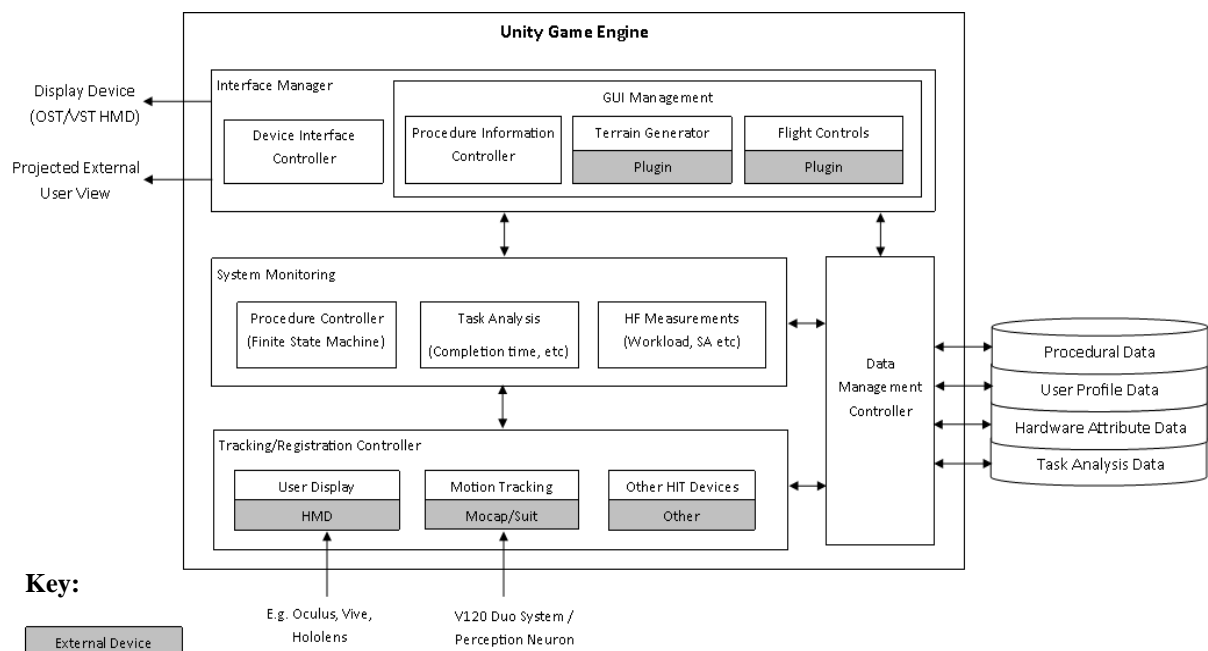 Unity Game Engine
Display Device
(OST/VST HMD)
Projected External
User View
Interface Manager
Device Interface
Controller
GUI Management
Procedure Information
Controller
Terrain Generator
Plugin
Flight Controls
Plugin
System Monitoring
Procedure Controller
(Finite State Machine)
Task Analysis
(Completion time, etc)
HF Measurements
(Workload, SA etc)
Data
Management
Controller
Procedural Data
User Profile Data
Hardware Attribute Data
Task Analysis Data
Tracking/Registration Controller
User Display
HMD
Motion Tracking
Mocap/Suit
Other HIT Devices
Other
E.g. Oculus, Vive,
Hololens
V120 Duo System /
Perception Neuron
Key:
External Device